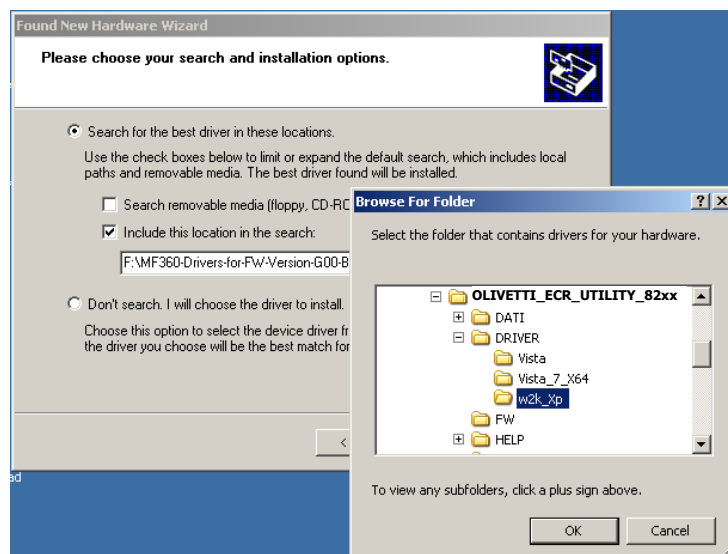 Found New Hardware Wizard
Please choose your search and installation options.
Search for the best driver in these locations.
Use the check boxes below to limit or expand the default search, which includes local
paths and removable media. The best driver found will be installed.
Search removable media (floppy, CD-RO
Include this location in the search:
F:\MF360-Drivers-for-FW-Version-G00-B
Don't search. I will choose the driver to install.
Choose this option to select the device driver fr
the driver you choose will be the best match for
<
ad
Browse For Folder
Select the folder that contains drivers for your hardware.
OLIVETTI_ECR_UTILITY_82xx
DATI
DRIVER
Vista
Vista_7_X64
w2k_Xp
FW
HELP
To view any subfolders, click a plus sign above.
OK
Cancel